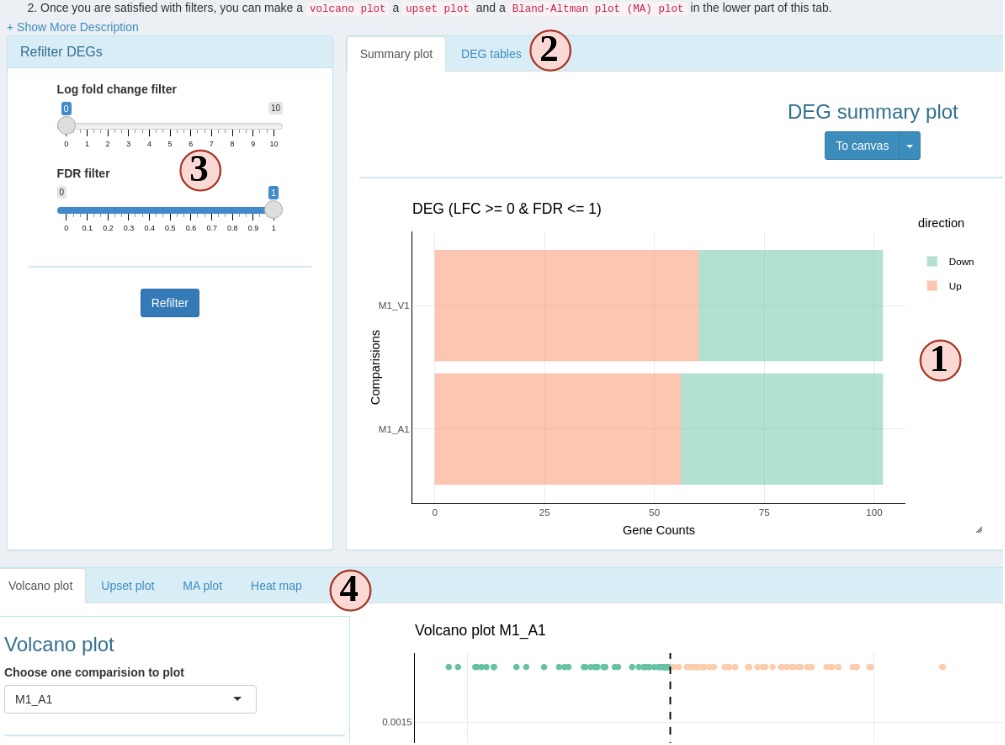 2. Once you are satisfied with filters, you can make a volcano plot a upset plot and a Bland-Altman plot (MA) plot in the lower part of this tab.
+ Show More Description
Refilter DEGs
Log fold change filter
0 10
0 1 2 3 4 5 6 7 8 9 10
3
FDR filter
0 1
0 0.1 0.2 0.3 0.4 0.5 0.6 0.7 0.8 0.9 1
Refilter
Summary plot DEG tables 2
DEG summary plot
To canvas
DEG (LFC >= 0 & FDR <= 1)
direction
Down
Up
1
M1_V1
M1_A1
Comparisions
0 25 50 75 100
Gene Counts
Volcano plot Upset plot MA plot Heat map 4
Volcano plot
Choose one comparision to plot
M1_A1
Volcano plot M1_A1
0.0015